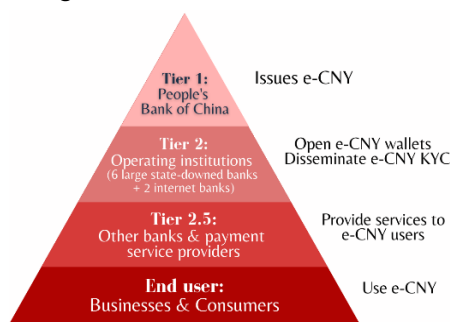 Tier 1:
People's
Bank of China
Issues e-CNY
Tier 2:
Operating institutions
(6 large state-downed banks
+ 2 internet banks)
Open e-CNY wallets
Disseminate e-CNY KYC
Tier 2.5:
Other banks & payment
service providers
Provide services to
e-CNY users
End user:
Businesses & Consumers
Use e-CNY